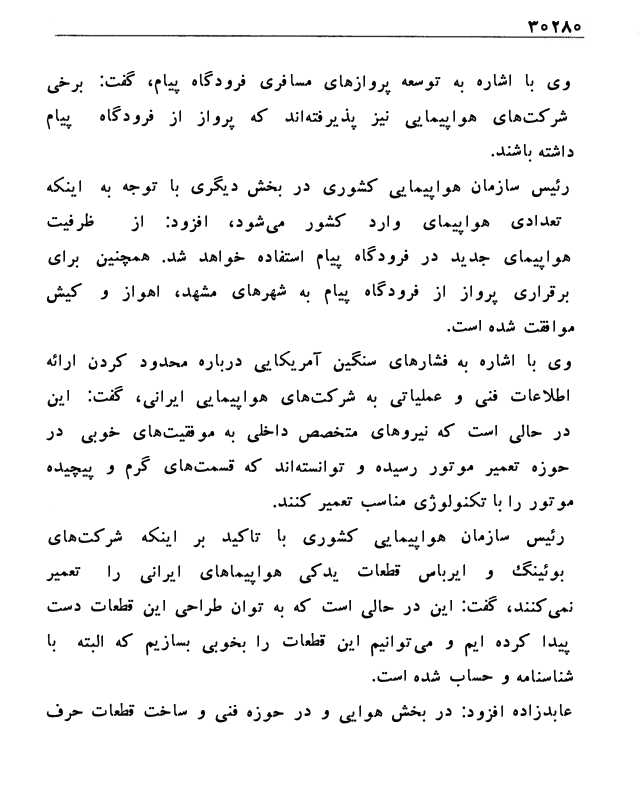 ۳۰۲۸۰
وی با اشاره به توسعه پروازهای مسافری فرودگاه پیام، گفت: برخی
شرکت‌های هواپیمایی نیز پذیرفته‌اند که پرواز از فرودگاه پیام
داشته باشند.
رئیس سازمان هواپیمایی کشوری در بخش دیگری با توجه به اینکه
تعدادی هواپیمای وارد کشور می‌شود، افزود: از ظرفیت
هواپیمای جدید در فرودگاه پیام استفاده خواهد شد. همچنین برای
برقراری پرواز از فرودگاه پیام به شهرهای مشهد، اهواز و کیش
موافقت شده است.
وی با اشاره به فشارهای سنگین آمریکایی درباره محدود کردن ارائه
اطلاعات فنی و عملیاتی به شرکت‌های هواپیمایی ایرانی، گفت: این
در حالی است که نیروهای متخصص داخلی به موفقیت‌های خوبی در
حوزه تعمیر موتور رسیده و توانسته‌اند که قسمت‌های گرم و پیچیده
موتور را با تکنولوژی مناسب تعمیر کنند.
رئیس سازمان هواپیمایی کشوری با تاکید بر اینکه شرکت‌های
بوئینگ و ایرباس قطعات یدکی هواپیماهای ایرانی را تعمیر
نمی‌کنند، گفت: این در حالی است که به توان طراحی این قطعات دست
پیدا کرده ایم و می‌توانیم این قطعات را بخوبی بسازیم که البته با
شناسنامه و حساب شده است.
عابدزاده افزود: در بخش هوایی و در حوزه فنی و ساخت قطعات حرف